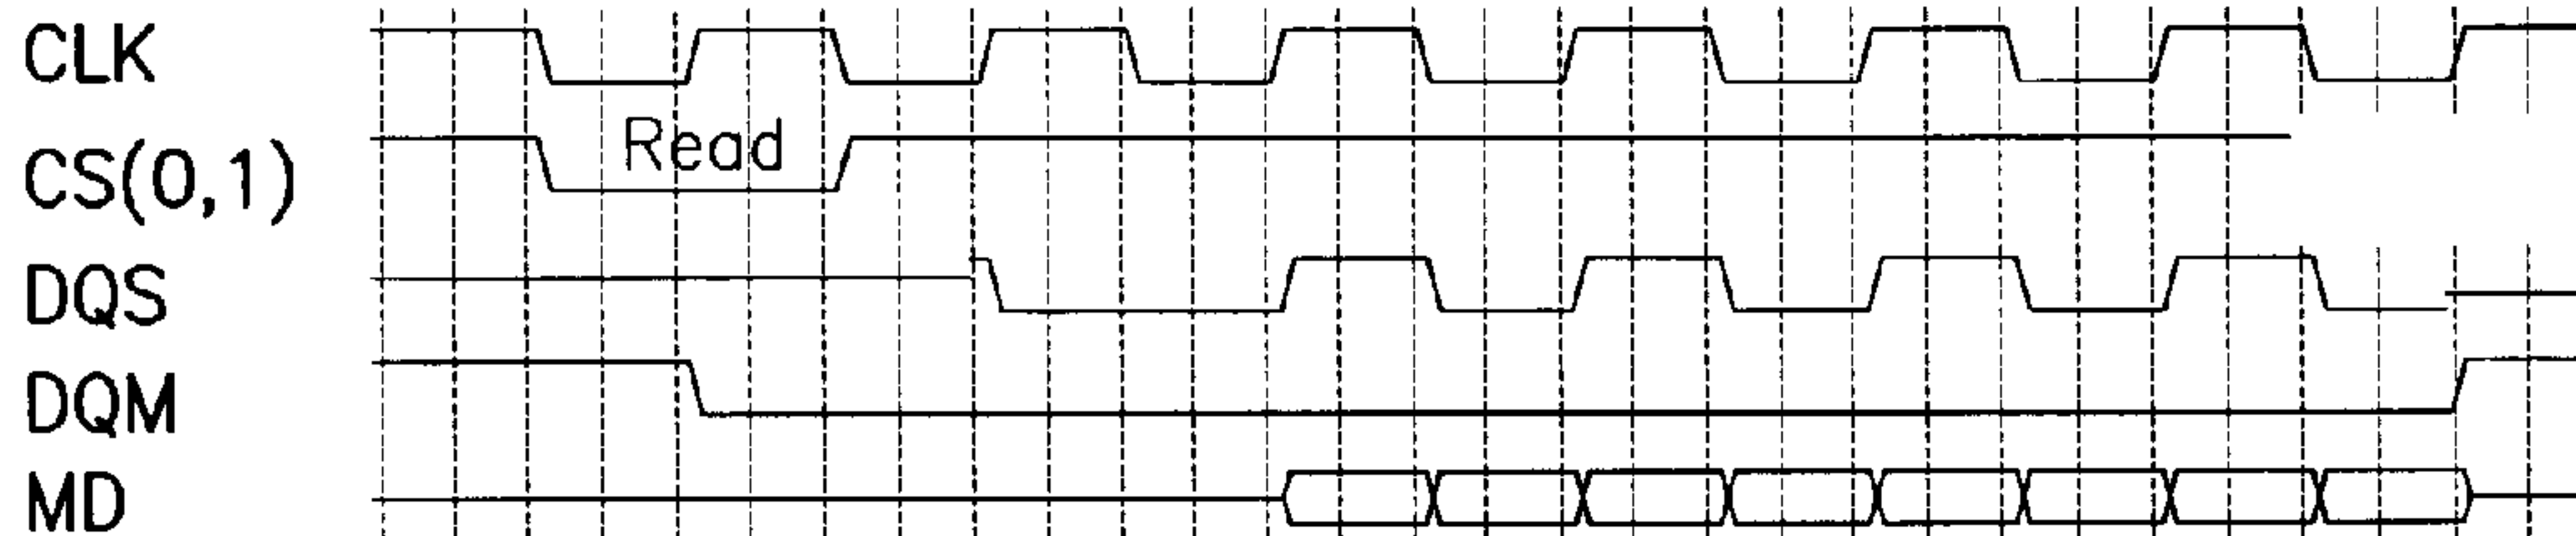 CLK
Read
CS(0,1)
DQS
DQM
MD